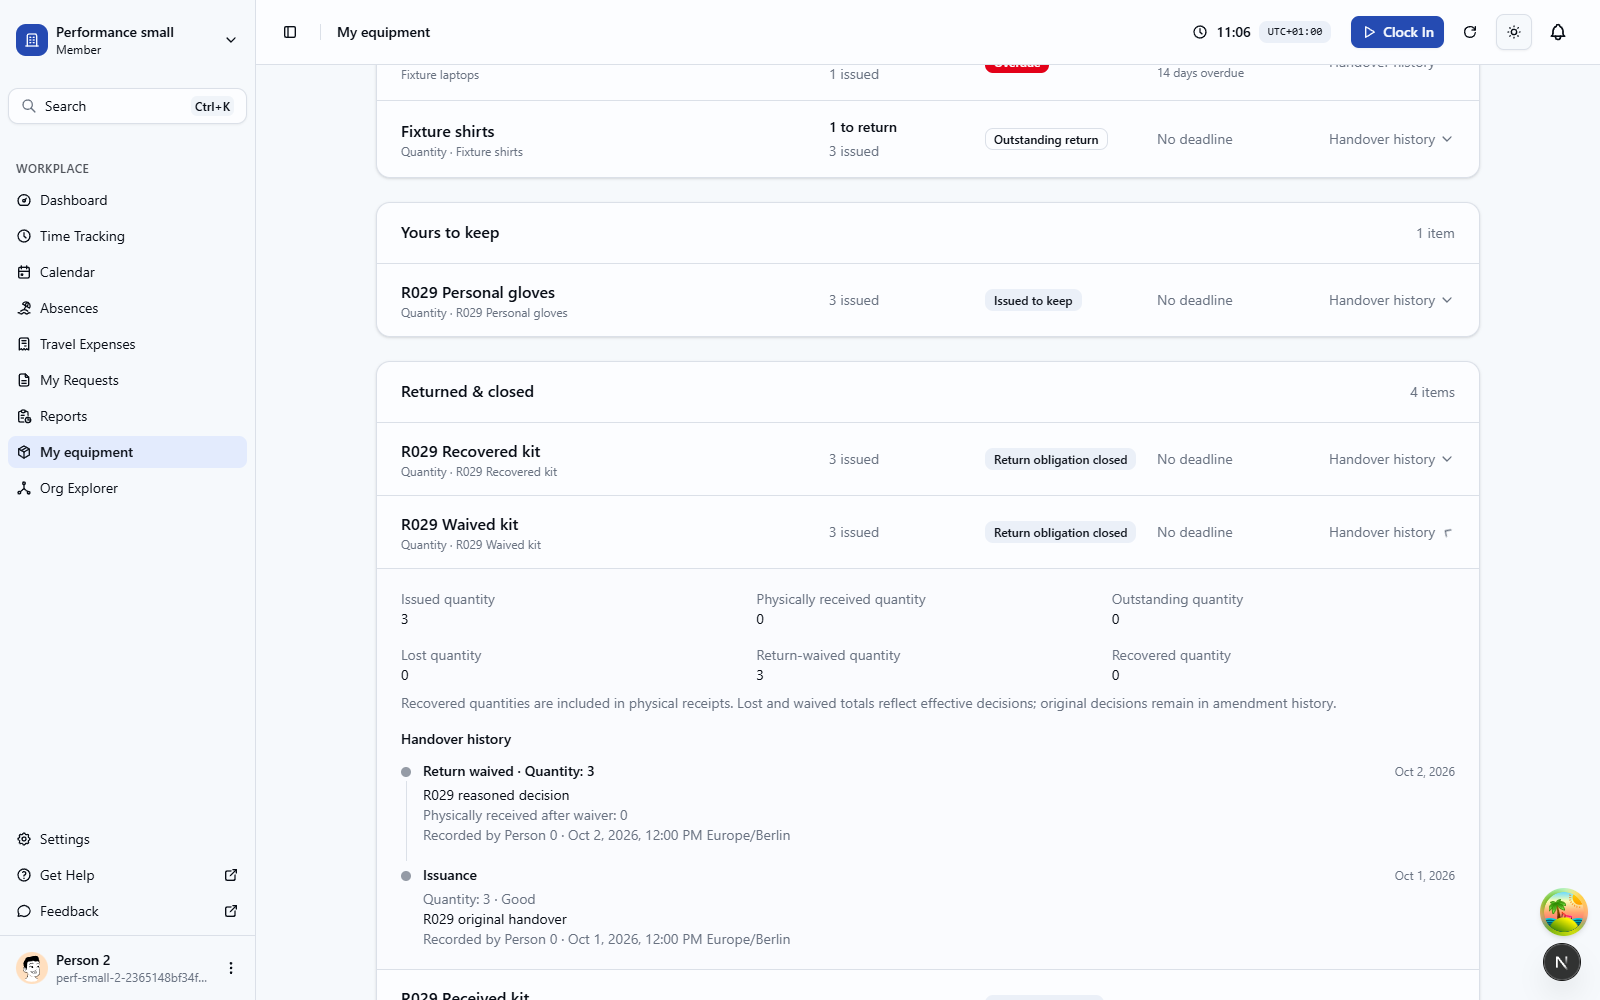 Performance small
Member
Search
Ctrl+K
WORKPLACE
Dashboard
Time Tracking
Calendar
Absences
Travel Expenses
My Requests
Reports
My equipment
Org Explorer
Settings
Get Help
Feedback
Person 2
perf-small-2-2365148bf34f...
My equipment
11:06
UTC+01:00
Clock In
Fixture laptops
1 issued
Overdue
14 days overdue
Handover history
Fixture shirts
Quantity · Fixture shirts
1 to return
3 issued
Outstanding return
No deadline
Handover history
Yours to keep
1 item
R029 Personal gloves
Quantity · R029 Personal gloves
3 issued
Issued to keep
No deadline
Handover history
Returned & closed
4 items
R029 Recovered kit
Quantity · R029 Recovered kit
3 issued
Return obligation closed
No deadline
Handover history
R029 Waived kit
Quantity · R029 Waived kit
3 issued
Return obligation closed
No deadline
Handover history
Issued quantity
3
Physically received quantity
0
Outstanding quantity
0
Lost quantity
0
Return-waived quantity
3
Recovered quantity
0
Recovered quantities are included in physical receipts. Lost and waived totals reflect effective decisions; original decisions remain in amendment history.
Handover history
Return waived · Quantity: 3
Oct 2, 2026
R029 reasoned decision
Physically received after waiver: 0
Recorded by Person 0 · Oct 2, 2026, 12:00 PM Europe/Berlin
Issuance
Oct 1, 2026
Quantity: 3 · Good
R029 original handover
Recorded by Person 0 · Oct 1, 2026, 12:00 PM Europe/Berlin
R029 Received kit
N